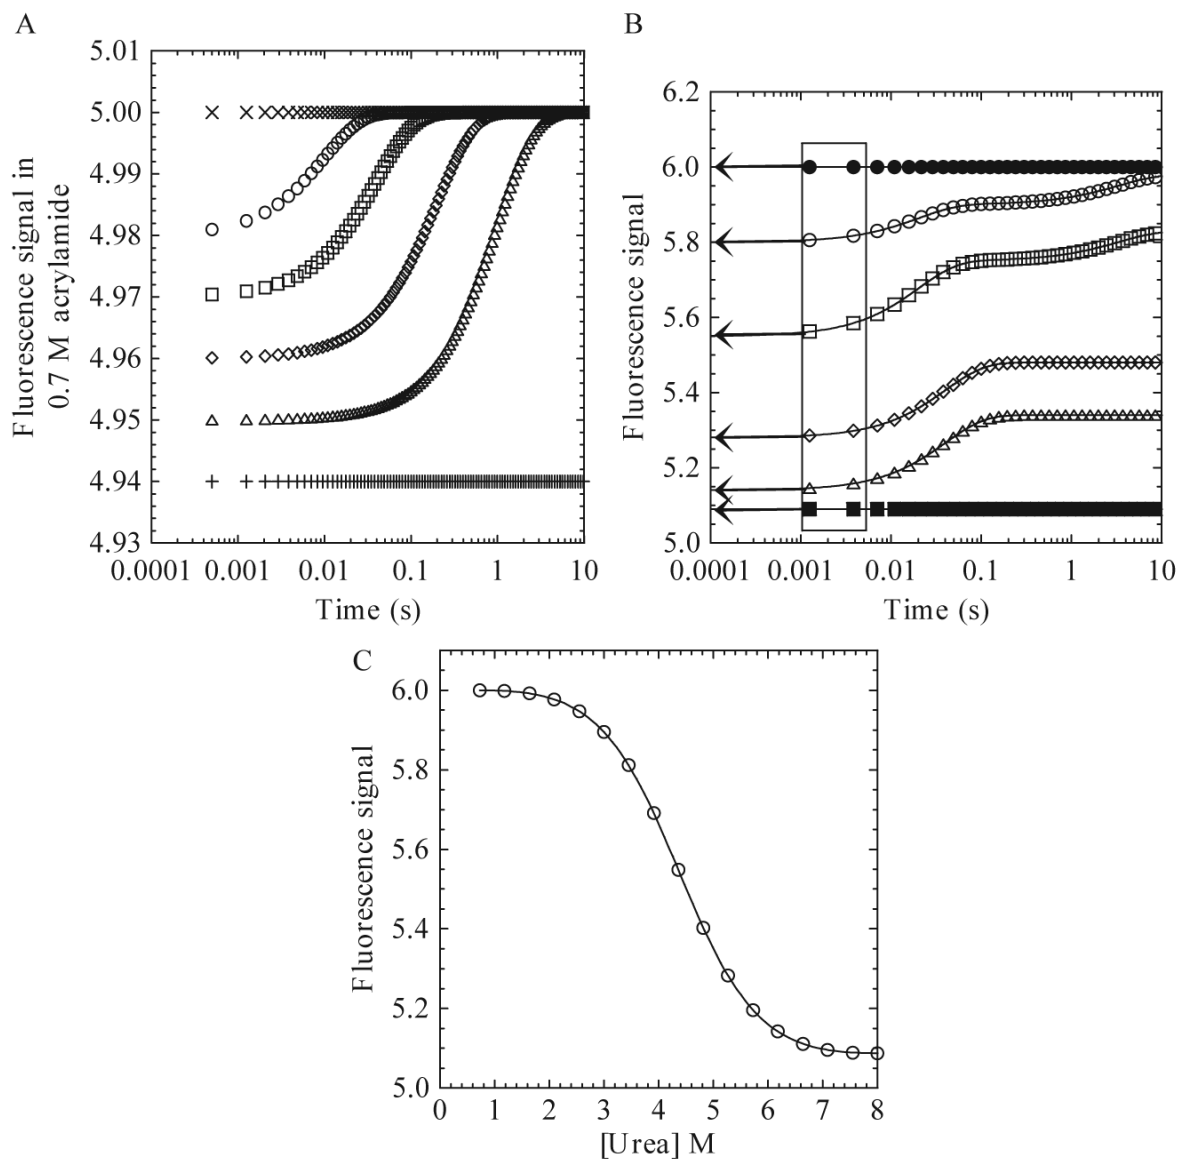 A
Fluorescence signal in
0.7 M acrylamide
5.01
5.00
4.99
4.98
4.97
4.96
4.95
4.94
4.93
0.0001 0.001 0.01 0.1 1 10
Time (s)
B
Fluorescence signal
6.2
6.0
5.8
5.6
5.4
5.2
5.0
0.0001 0.001 0.01 0.1 1 10
Time (s)
C
Fluorescence signal
6.0
5.8
5.6
5.4
5.2
5.0
0 1 2 3 4 5 6 7 8
[Urea] M